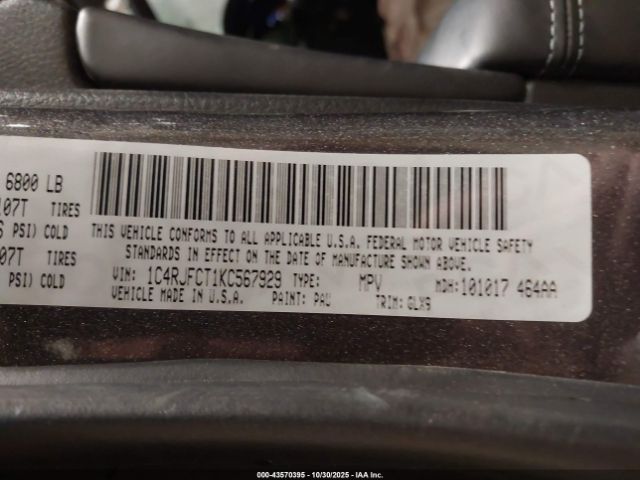 6800 LB
107T TIRES
PSI) COLD
07T TIRES
PSI) COLD
THIS VEHICLE CONFORMS TO ALL APPLICABLE U.S.A. FEDERAL MOTOR VEHICLE SAFETY
STANDARDS IN EFFECT ON THE DATE OF MANUFACTURE SHOWN ABOVE.
VIN: 1C4RJFCT1KC567929 TYPE: MPV MDH: 101017 464AA
VEHICLE MADE IN U.S.A. PAINT: PAU TRIM: GLX9
000-43570395 - 10/30/2025 - IAA Inc.